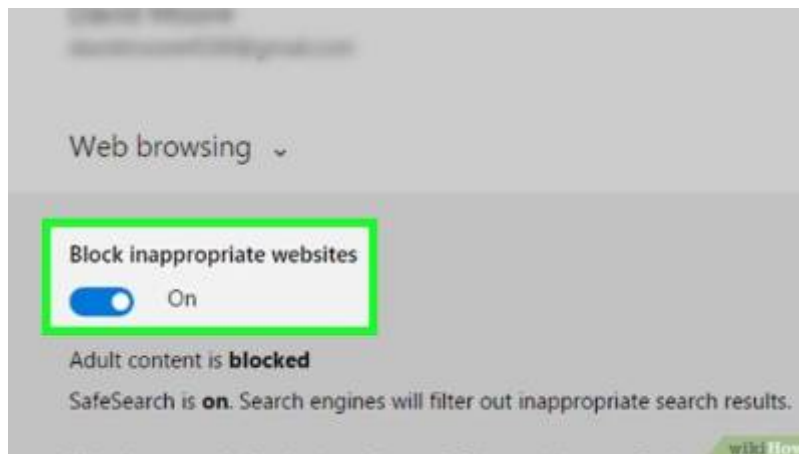 Web browsing
Block inappropriate websites
On
Adult content is blocked
SafeSearch is on. Search engines will filter out inappropriate search results.
wikiHow